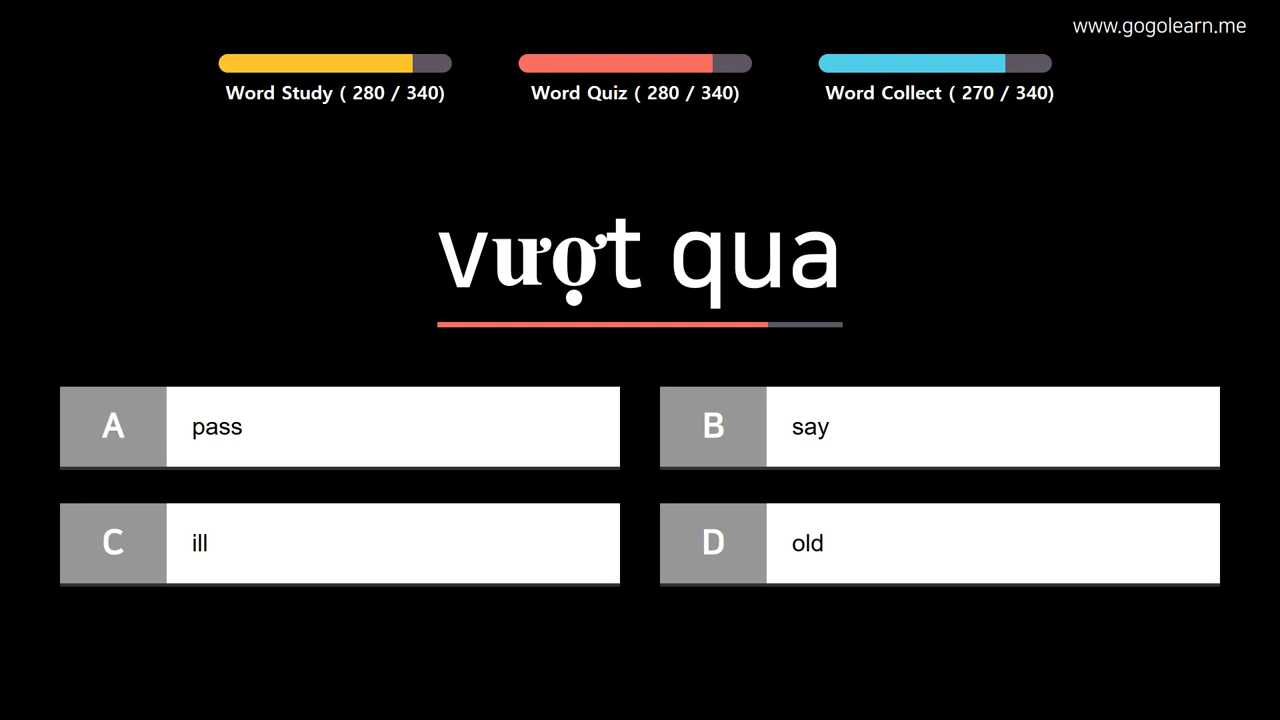 www.gogolearn.me
Word Study ( 280 / 340)
Word Quiz ( 280 / 340)
Word Collect ( 270 / 340)
vượt qua
A
pass
B
say
C
ill
D
old